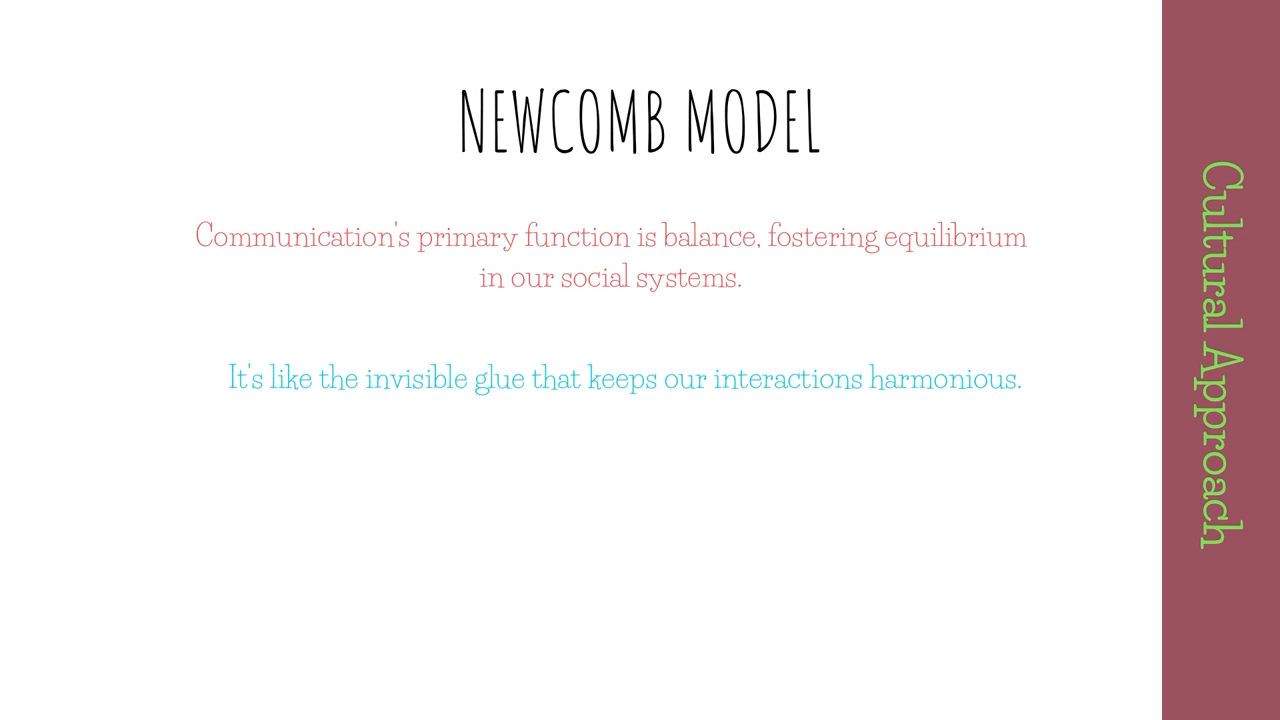 NEWCOMB MODEL
Communication's primary function is balance, fostering equilibrium
in our social systems.
It's like the invisible glue that keeps our interactions harmonious.
Cultural Approach